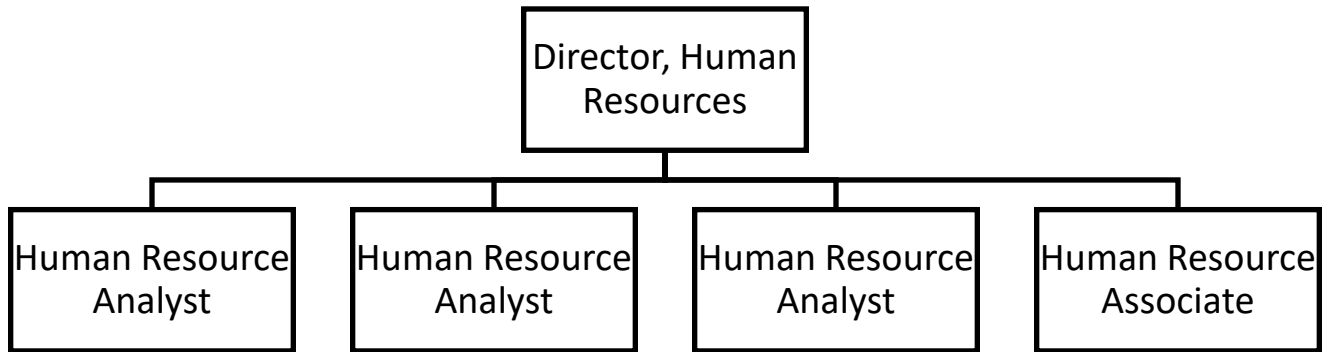 Director, Human
Resources
Human Resource
Analyst
Human Resource
Analyst
Human Resource
Analyst
Human Resource
Associate